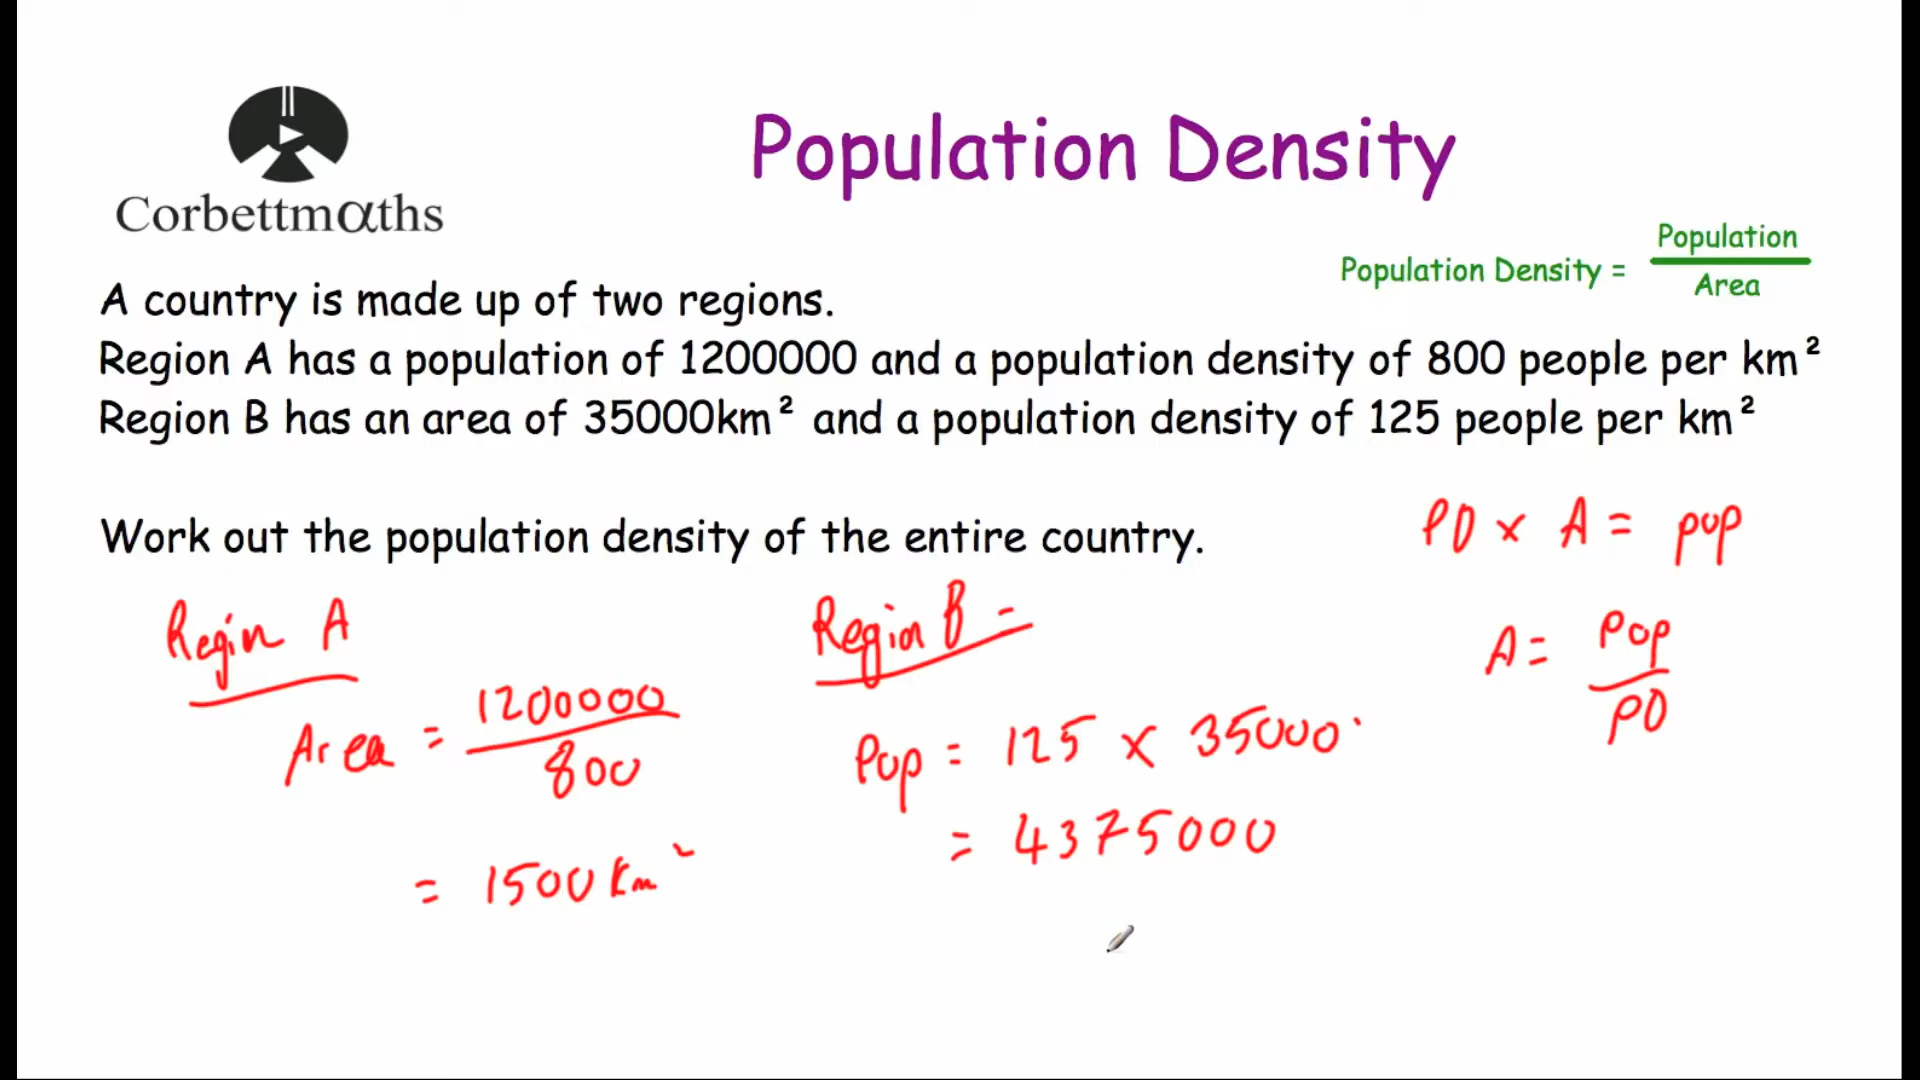 Corbettmαths
Population Density
Population Density = Population
Area
A country is made up of two regions.
Region A has a population of 1200000 and a population density of 800 people per km²
Region B has an area of 35000km² and a population density of 125 people per km²
Work out the population density of the entire country.
PD x A = pop
A = pop
PD
Region A
Area = 1200000
800
= 1500 km²
Region B =
Pop = 125 x 35000
= 4375000